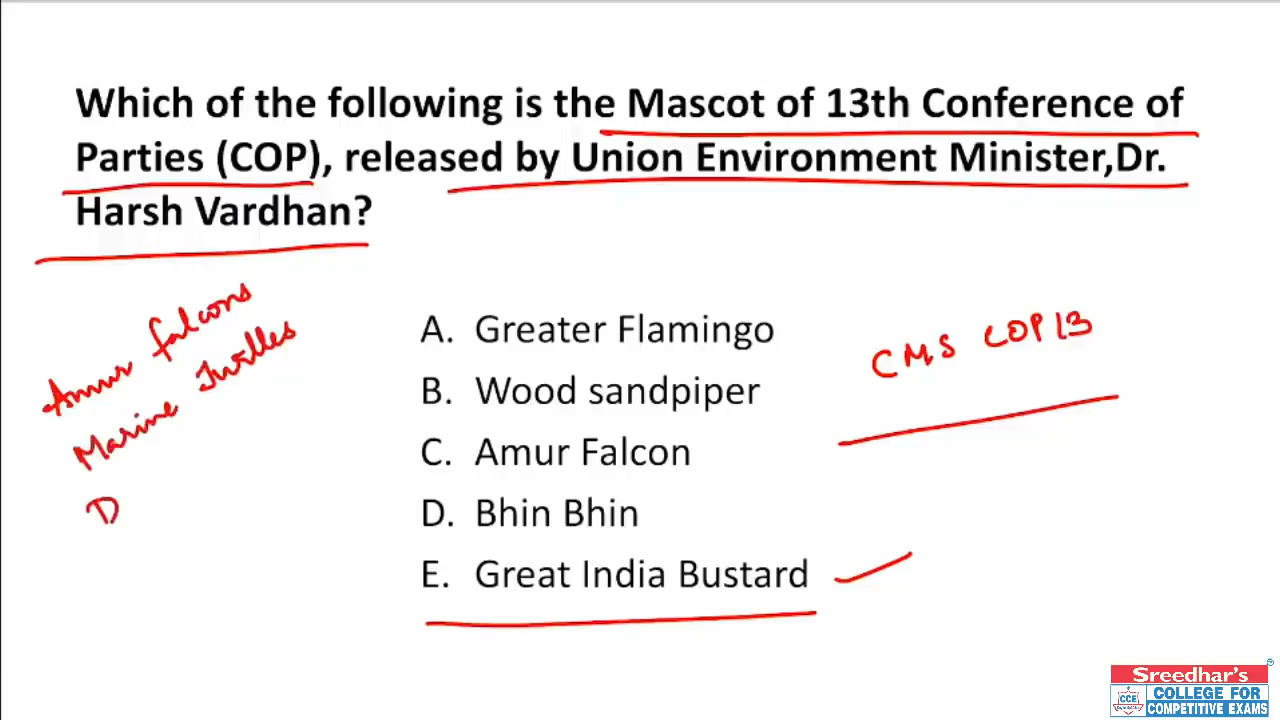 Which of the following is the Mascot of 13th Conference of
Parties (COP), released by Union Environment Minister,Dr.
Harsh Vardhan?
Amur falcons
Marine Turtles
D
A. Greater Flamingo
B. Wood sandpiper
C. Amur Falcon
D. Bhin Bhin
E. Great India Bustard
CMS COP13
Sreedhar's
CCE
COLLEGE FOR
COMPETITIVE EXAMS